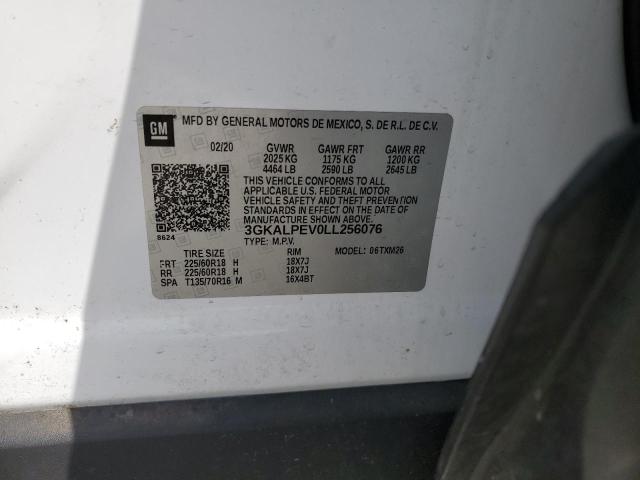 GM
MFD BY GENERAL MOTORS DE MEXICO, S. DE R.L. DE C.V.
02/20 GVWR GAWR FRT GAWR RR
2025 KG 1175 KG 1200 KG
4464 LB 2590 LB 2645 LB
THIS VEHICLE CONFORMS TO ALL
APPLICABLE U.S. FEDERAL MOTOR
VEHICLE SAFETY AND THEFT PREVENTION
STANDARDS IN EFFECT ON THE DATE OF
MANUFACTURE SHOWN ABOVE.
8624 3GKALPEV0LL256076
TYPE: M.P.V. MODEL: 06TXM26
TIRE SIZE RIM
FRT 225/60R18 H 18X7J
RR 225/60R18 H 18X7J
SPA T135/70R16 M 16X4BT